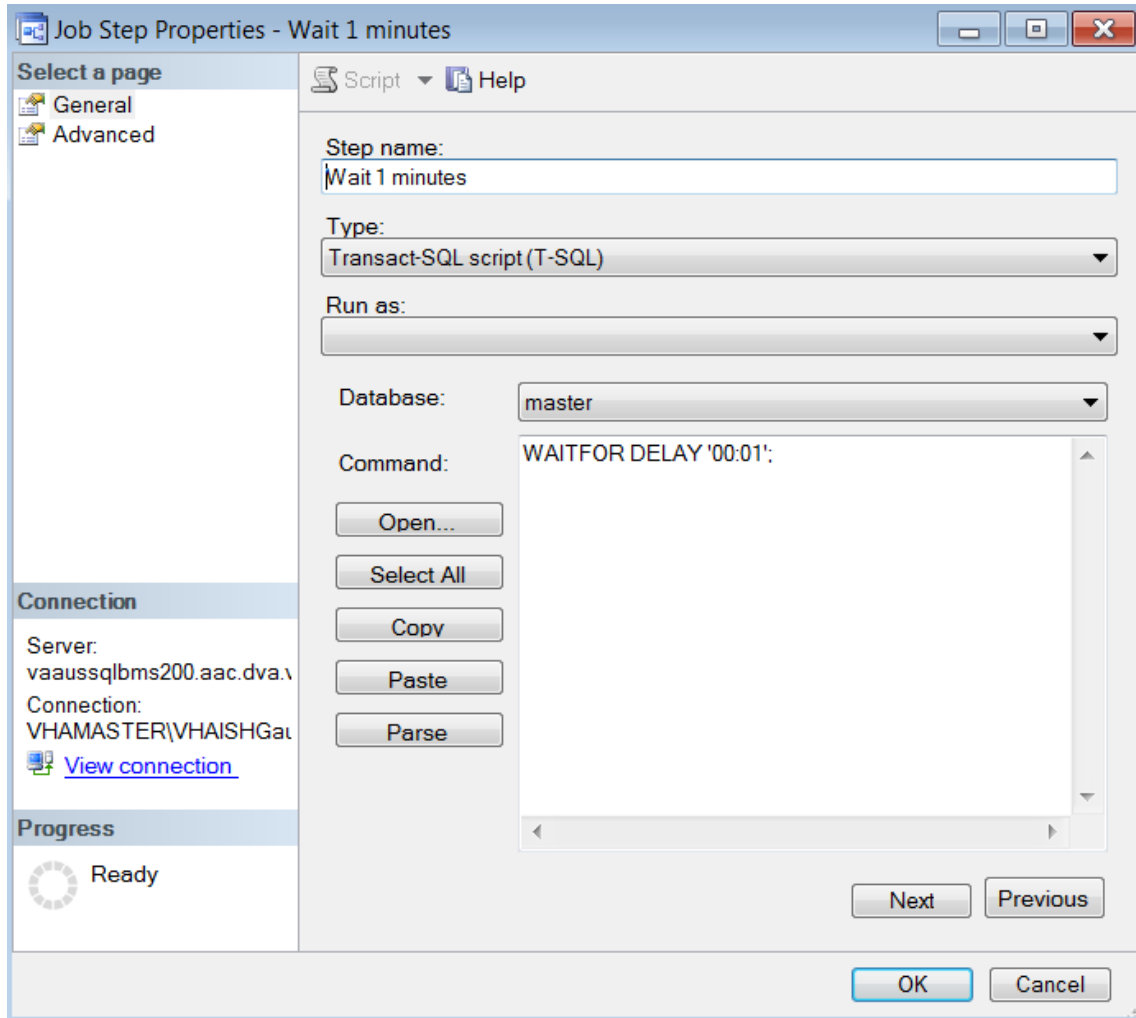 Job Step Properties - Wait 1 minutes
Select a page
General
Advanced
Script
Help
Step name:
Wait 1 minutes
Type:
Transact-SQL script (T-SQL)
Run as:
Database:
master
Command:
WAITFOR DELAY '00:01';
Open...
Select All
Copy
Paste
Parse
Connection
Server:
vaaussqlbms200.aac.dva.v
Connection:
VHAMASTER\VHAISHGau
View connection
Progress
Ready
Next
Previous
OK
Cancel